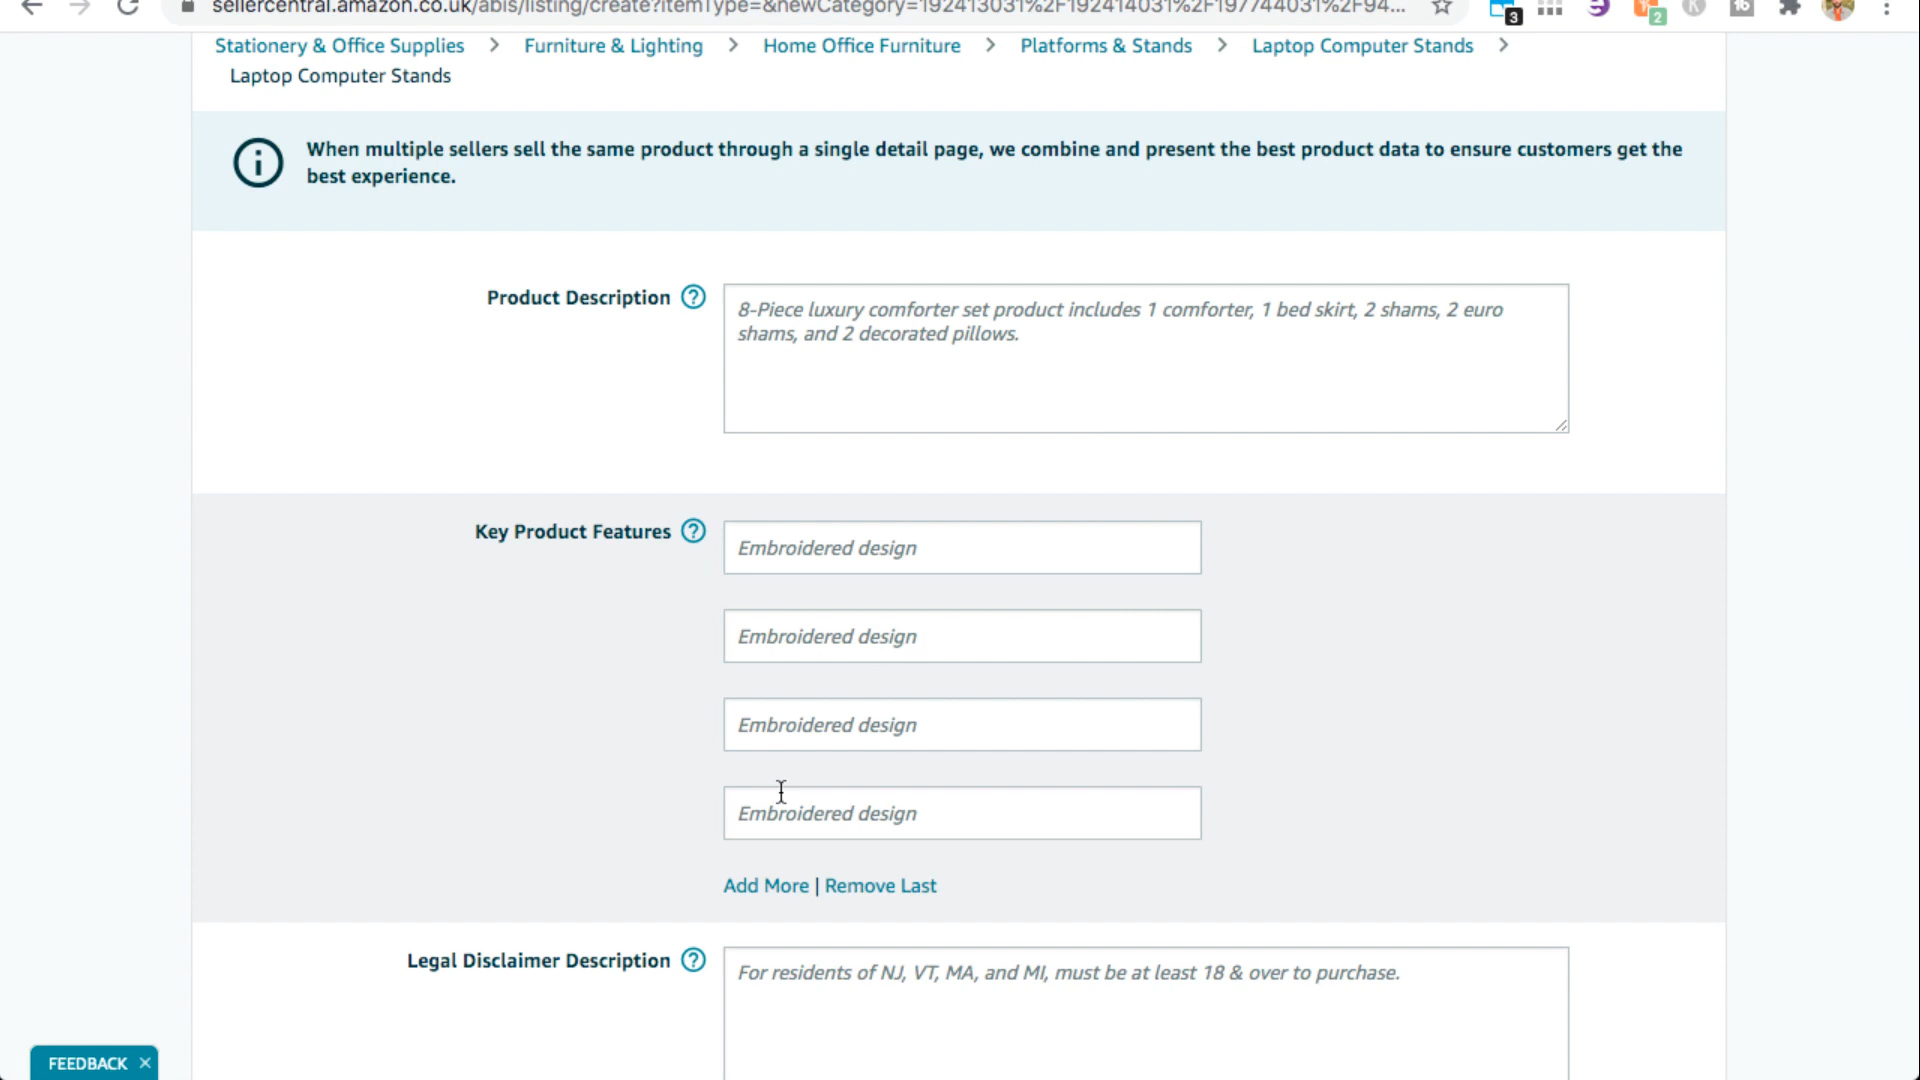 sellercentral.amazon.co.uk/abis/listing/create?itemType=&newCategory=192413031%2F192414031%2F197744031%2F94...
3
2
16
Stationery & Office Supplies > Furniture & Lighting > Home Office Furniture > Platforms & Stands > Laptop Computer Stands >
Laptop Computer Stands
When multiple sellers sell the same product through a single detail page, we combine and present the best product data to ensure customers get the
best experience.
Product Description ?
8-Piece luxury comforter set product includes 1 comforter, 1 bed skirt, 2 shams, 2 euro
shams, and 2 decorated pillows.
Key Product Features ?
Embroidered design
Embroidered design
Embroidered design
Embroidered design
Add More | Remove Last
Legal Disclaimer Description ?
For residents of NJ, VT, MA, and MI, must be at least 18 & over to purchase.
FEEDBACK ×